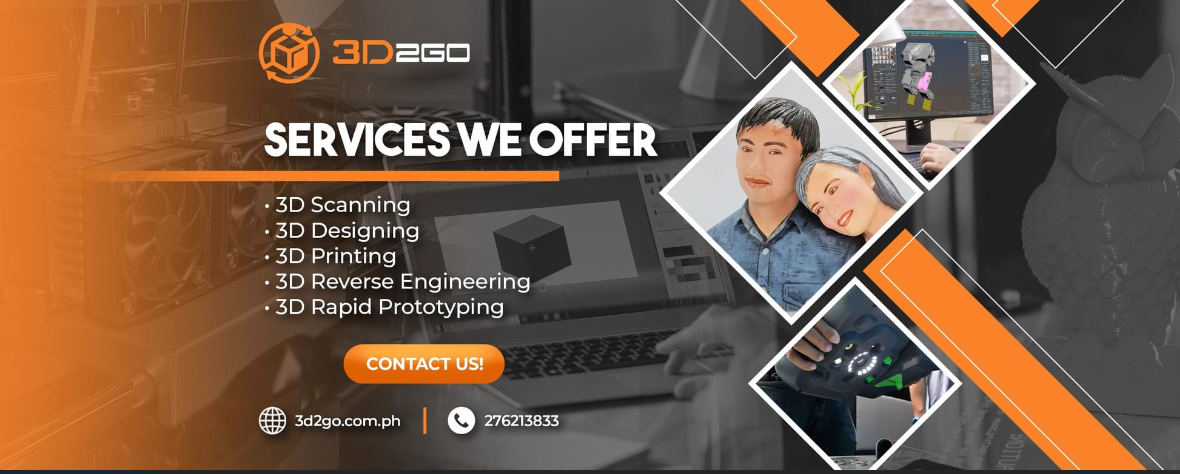 3D2GO
SERVICES WE OFFER
• 3D Scanning
• 3D Designing
• 3D Printing
• 3D Reverse Engineering
• 3D Rapid Prototyping
CONTACT US!
3d2go.com.ph | 276213833